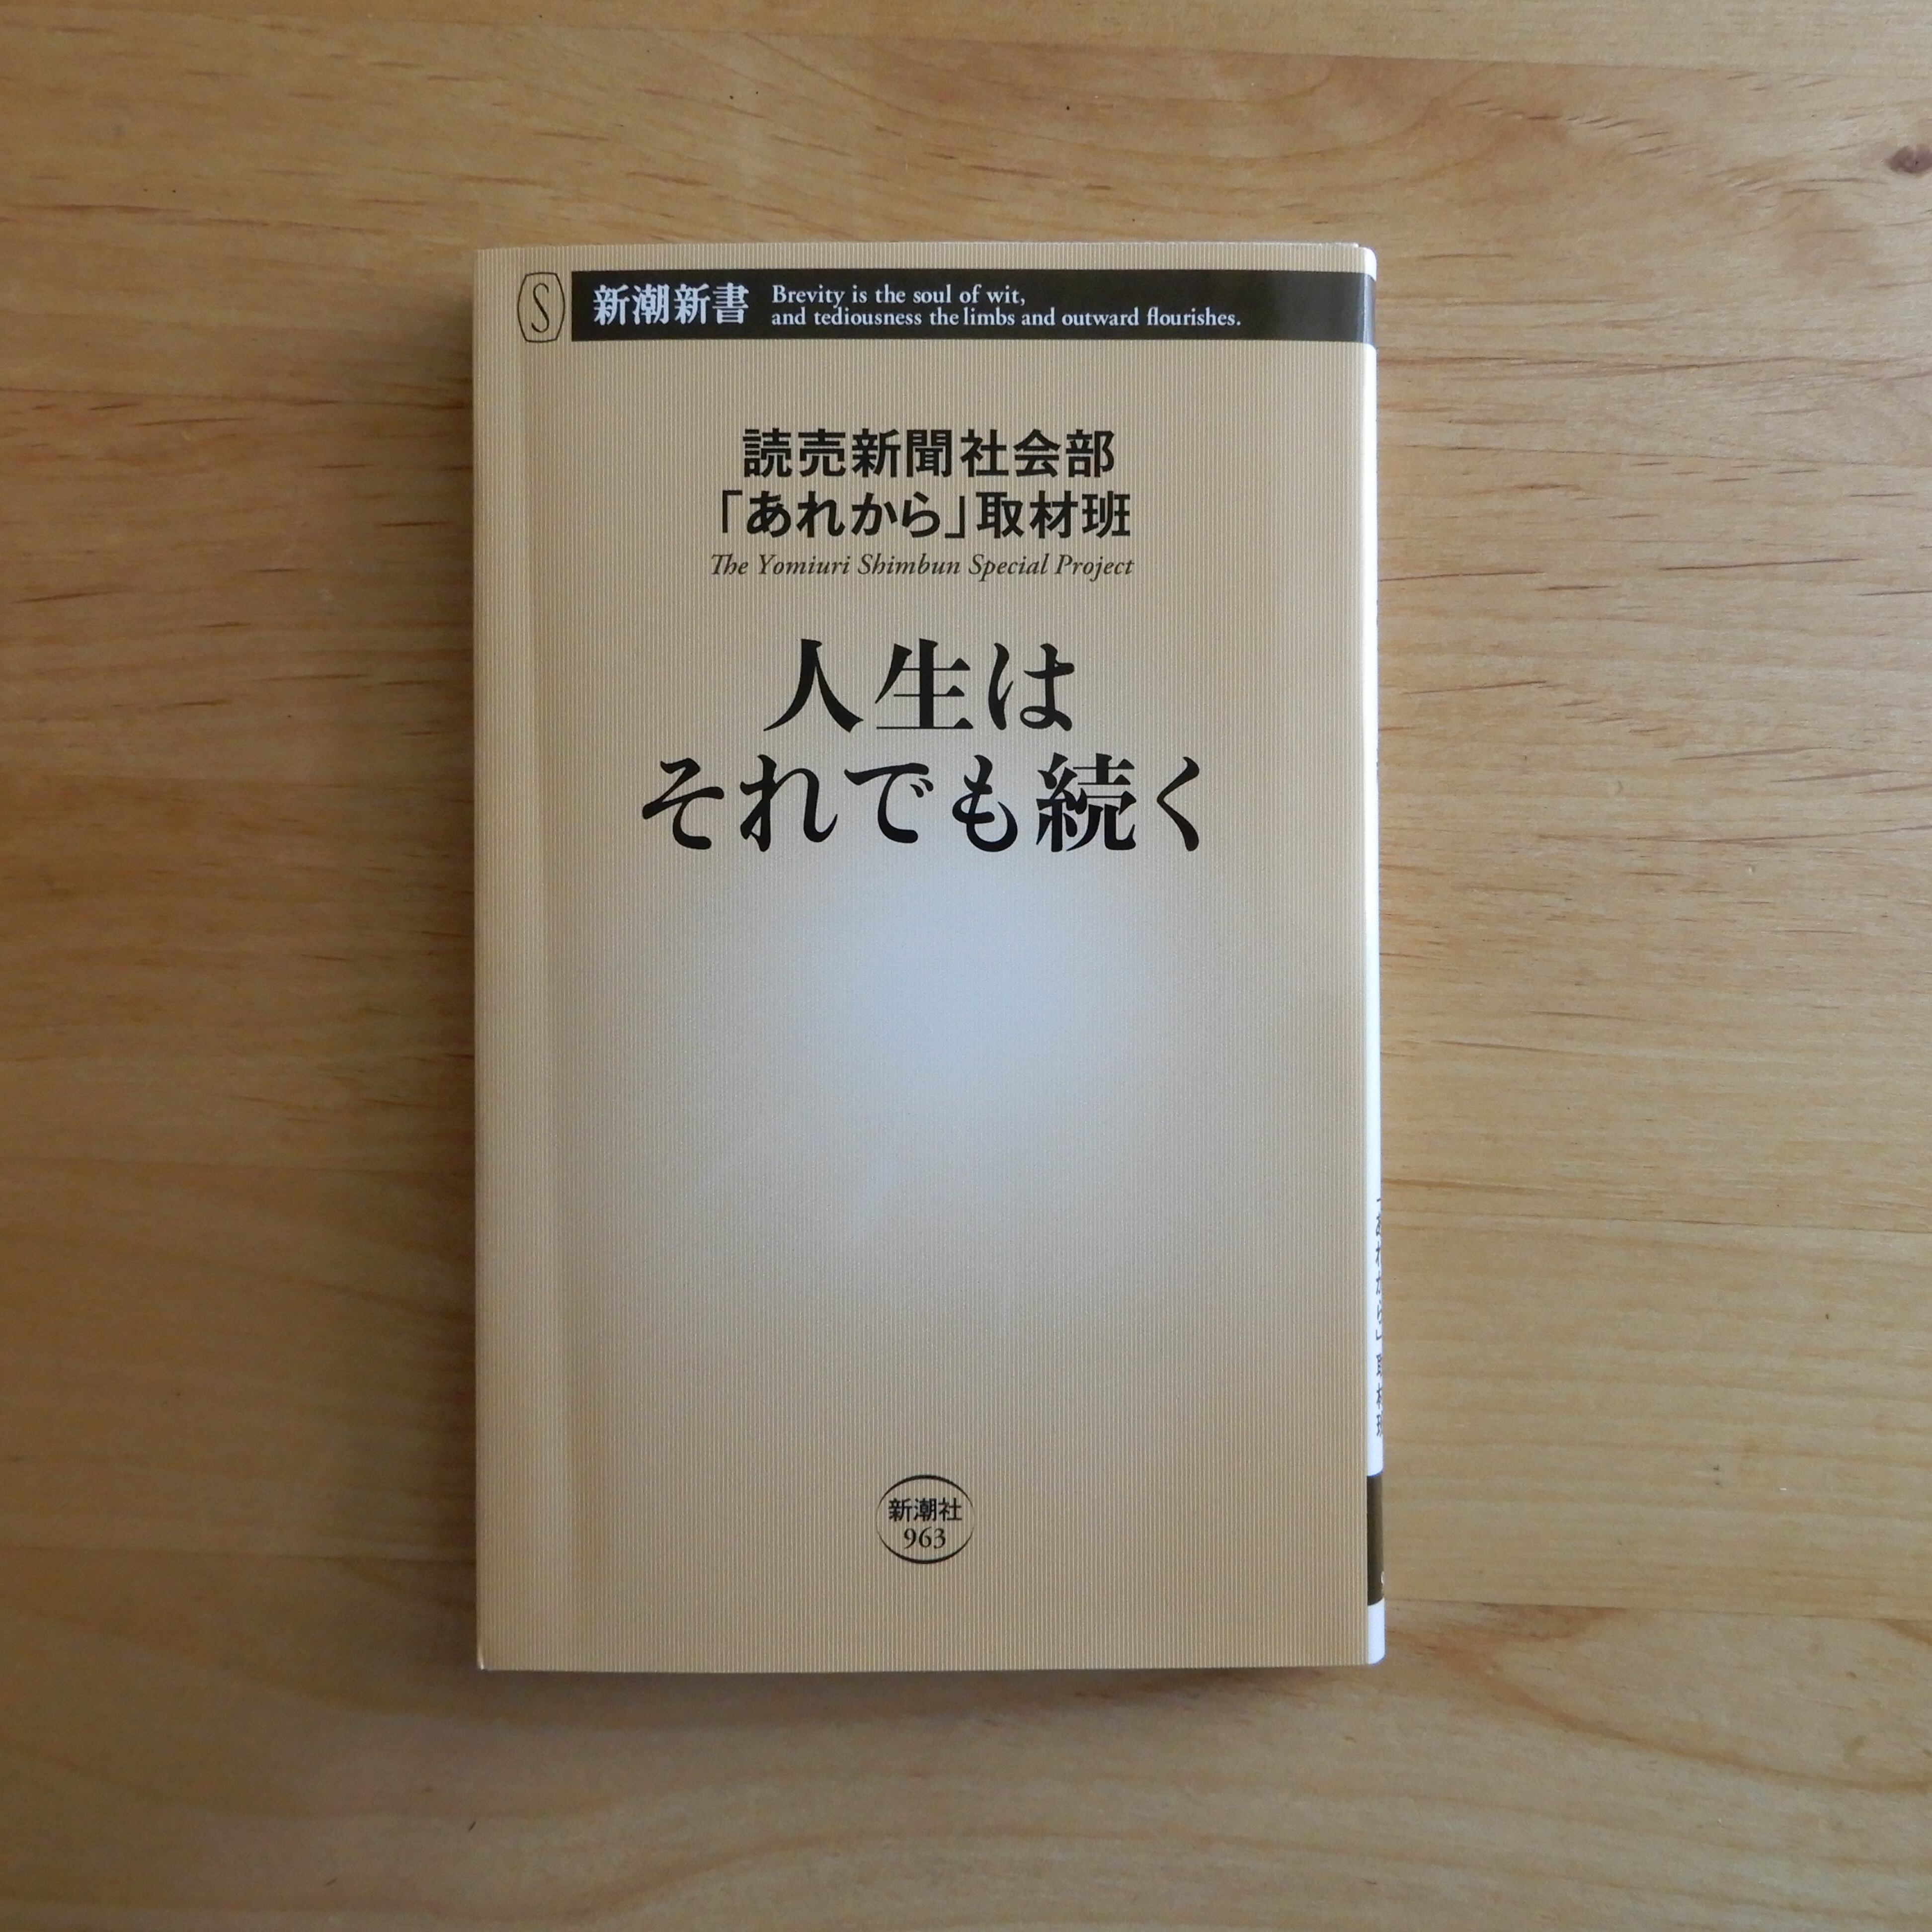 S
新潮新書
Brevity is the soul of wit,
and tediousness the limbs and outward flourishes.
読売新聞社会部
「あれから」取材班
The Yomiuri Shimbun Special Project
人生は
それでも続く
新潮社
963